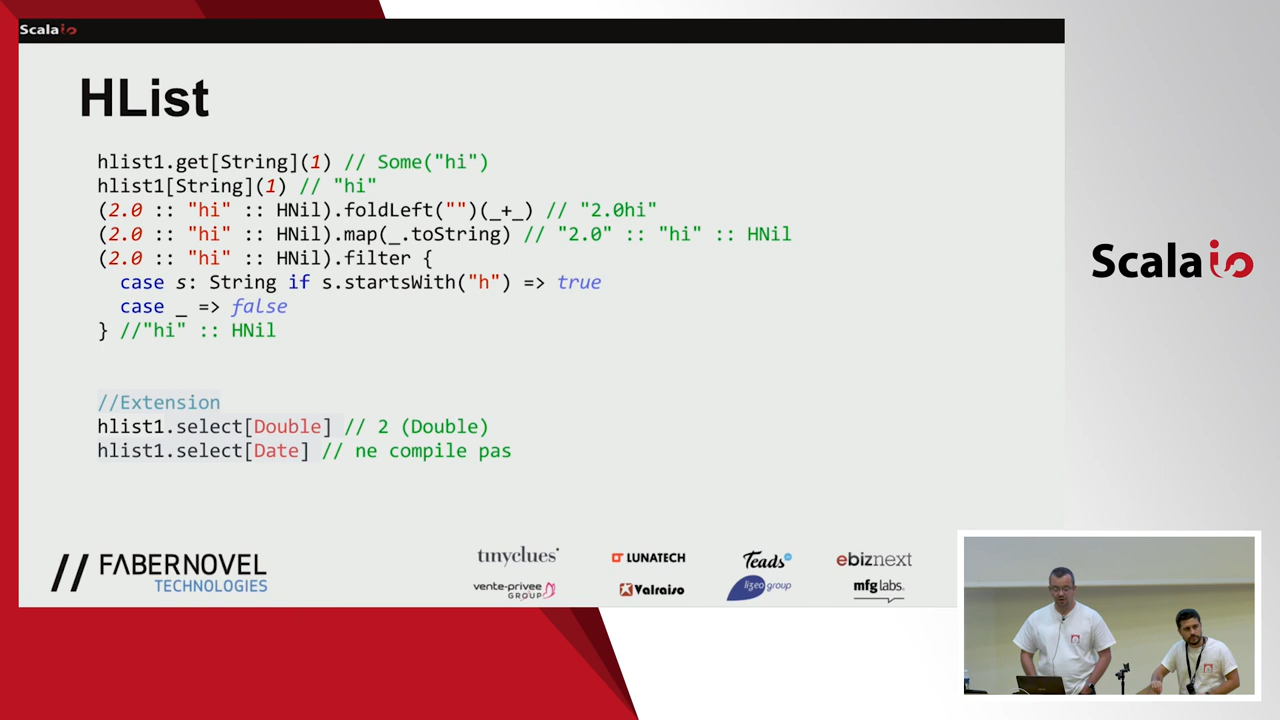 Scalaio
HList
hlist1.get[String](1) // Some("hi")
hlist1[String](1) // "hi"
(2.0 :: "hi" :: HNil).foldLeft("")(_+_) // "2.0hi"
(2.0 :: "hi" :: HNil).map(_.toString) // "2.0" :: "hi" :: HNil
(2.0 :: "hi" :: HNil).filter {
case s: String if s.startsWith("h") => true
case _ => false
} //"hi" :: HNil
//Extension
hlist1.select[Double] // 2 (Double)
hlist1.select[Date] // ne compile pas
Scalaio
// FABERNOVEL
TECHNOLOGIES
tinyclues
LUNATECH
Teads
ebiznext
vente-privee
GROUP
Valraiso
lizeo group
mfg labs.